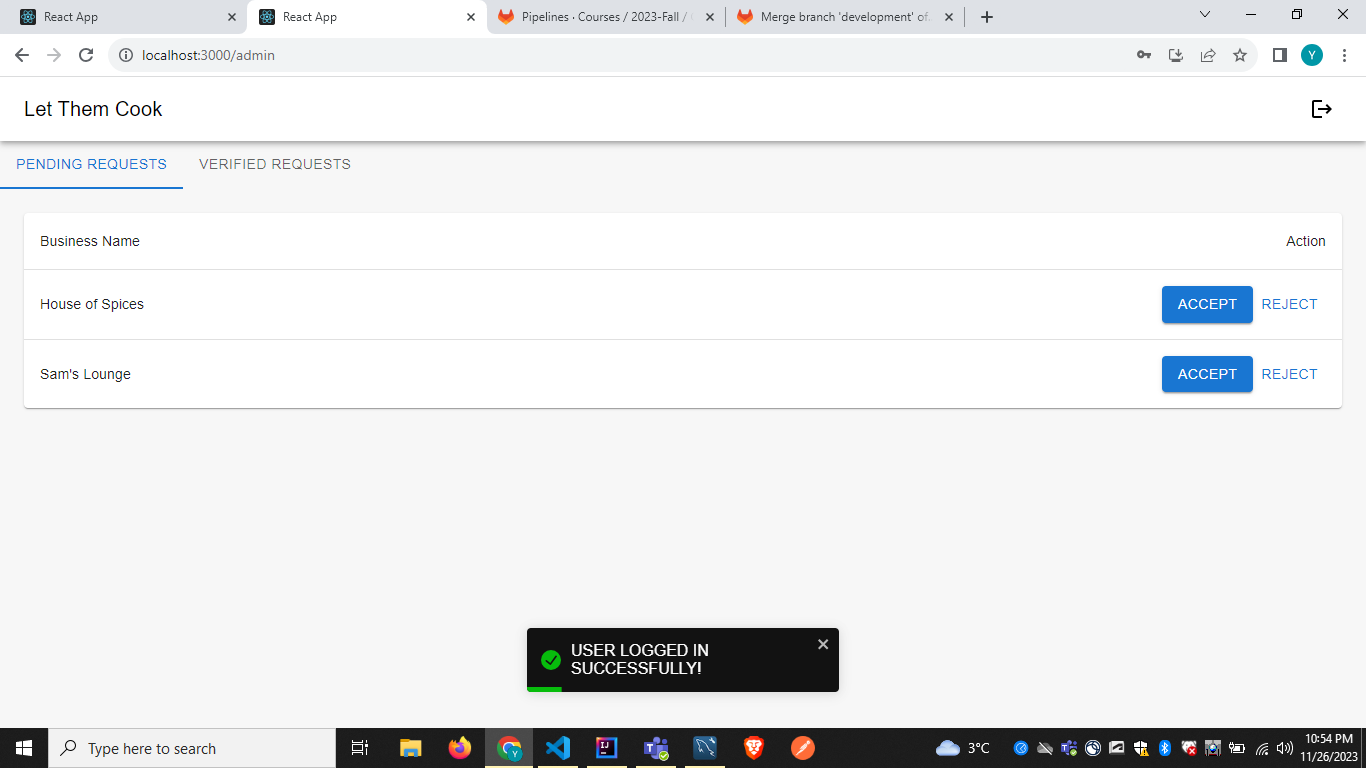 React App
React App
Pipelines · Courses / 2023-Fall /
Merge branch 'development' of
localhost:3000/admin
Y
Let Them Cook
PENDING REQUESTS
VERIFIED REQUESTS
Business Name
Action
House of Spices
ACCEPT
REJECT
Sam's Lounge
ACCEPT
REJECT
USER LOGGED IN
SUCCESSFULLY!
Type here to search
3°C
10:54 PM
11/26/2023